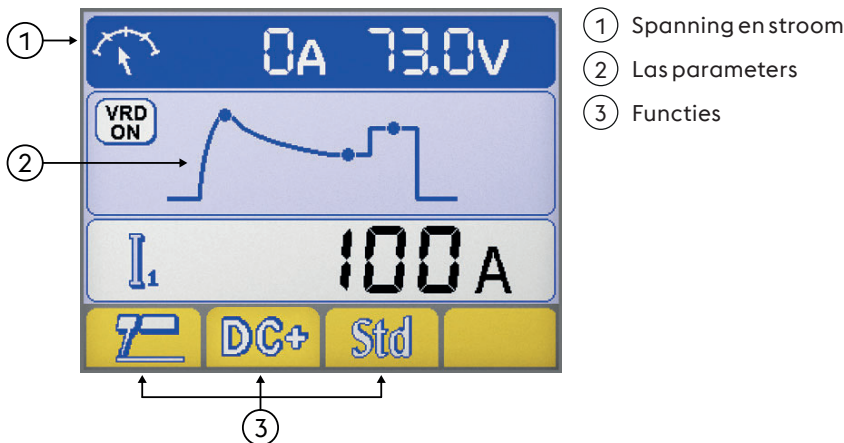 1
0A 73.0V
VRD
ON
2
I1
100 A
DC+
Std
3
1 Spanning en stroom
2 Las parameters
3 Functies